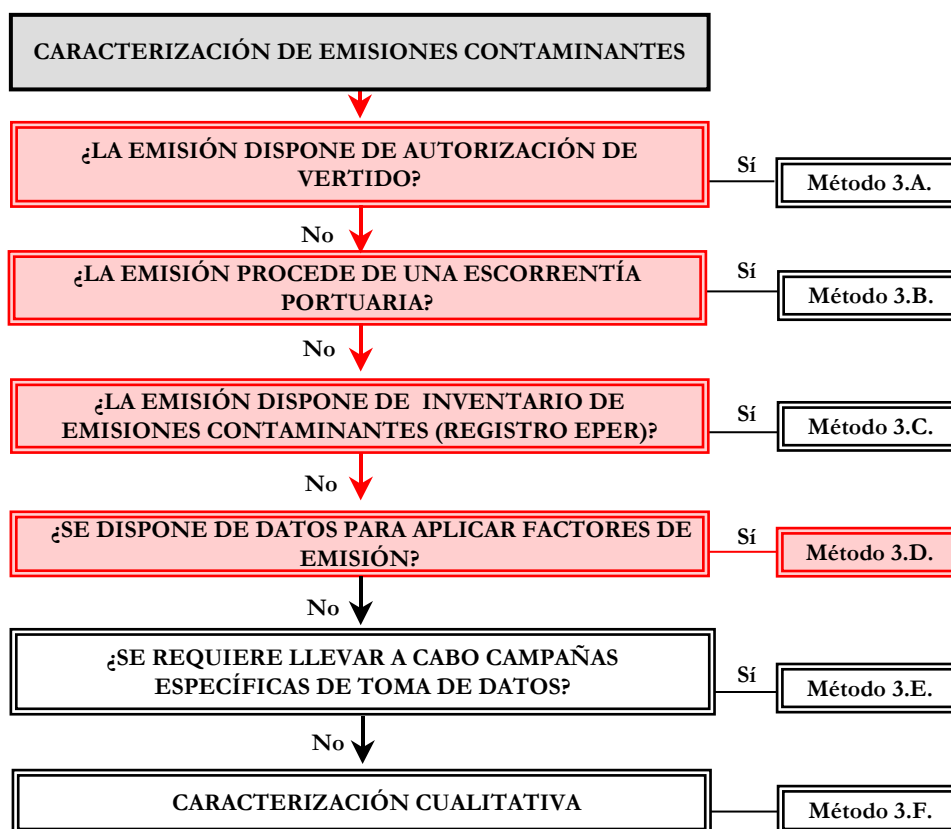 CARACTERIZACIÓN DE EMISIONES CONTAMINANTES
¿LA EMISIÓN DISPONE DE AUTORIZACIÓN DE
VERTIDO?
Sí
Método 3.A.
No
¿LA EMISIÓN PROCEDE DE UNA ESCORRENTÍA
PORTUARIA?
Sí
Método 3.B.
No
¿LA EMISIÓN DISPONE DE INVENTARIO DE
EMISIONES CONTAMINANTES (REGISTRO EPER)?
Sí
Método 3.C.
No
¿SE DISPONE DE DATOS PARA APLICAR FACTORES DE
EMISIÓN?
Sí
Método 3.D.
No
¿SE REQUIERE LLEVAR A CABO CAMPAÑAS
ESPECÍFICAS DE TOMA DE DATOS?
Sí
Método 3.E.
No
CARACTERIZACIÓN CUALITATIVA
Método 3.F.